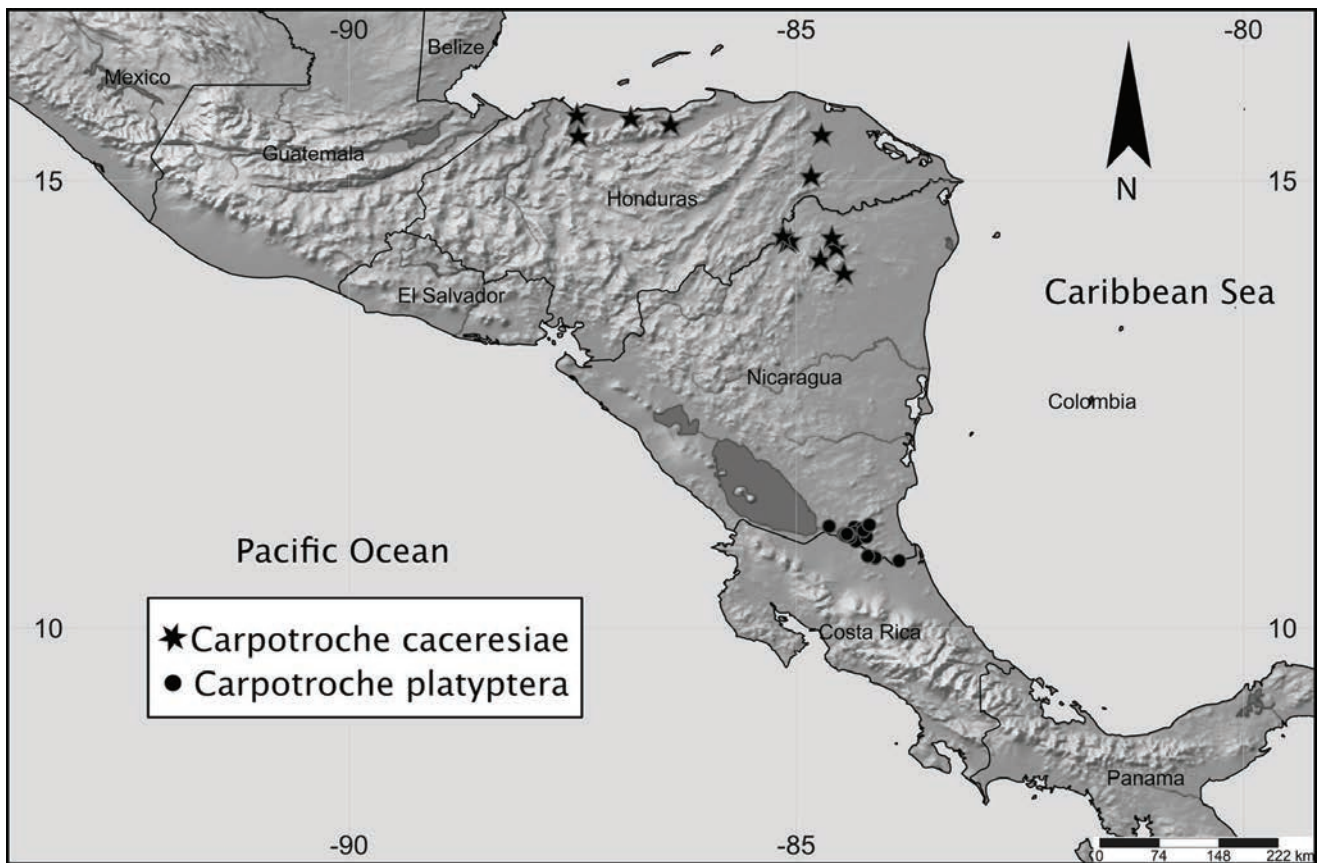 -90
-85
-80
Belize
Mexico
Guatemala
15
Honduras
N
15
El Salvador
Caribbean Sea
Nicaragua
Colombia
Pacific Ocean
Carpotroche caceresiae
Carpotroche platyptera
10
Costa Rica
10
Panama
-90
-85
0 74 148 222 km